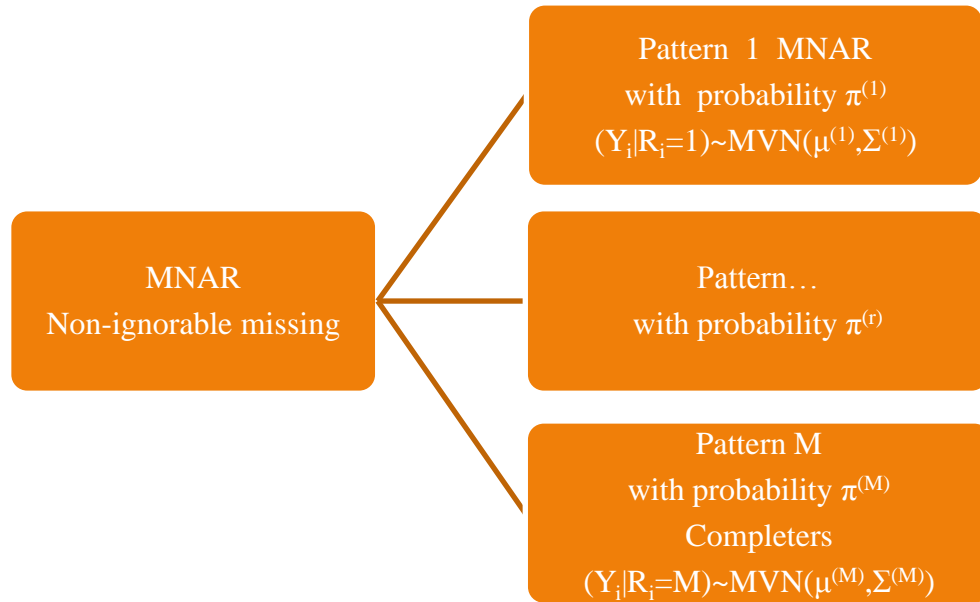 Pattern 1 MNAR
with probability π⁽¹⁾
(Yᵢ|Rᵢ=1)~MVN(μ⁽¹⁾,Σ⁽¹⁾)
MNAR
Non-ignorable missing
Pattern…
with probability π⁽ʳ⁾
Pattern M
with probability π⁽ᴹ⁾
Completers
(Yᵢ|Rᵢ=M)~MVN(μ⁽ᴹ⁾,Σ⁽ᴹ⁾)